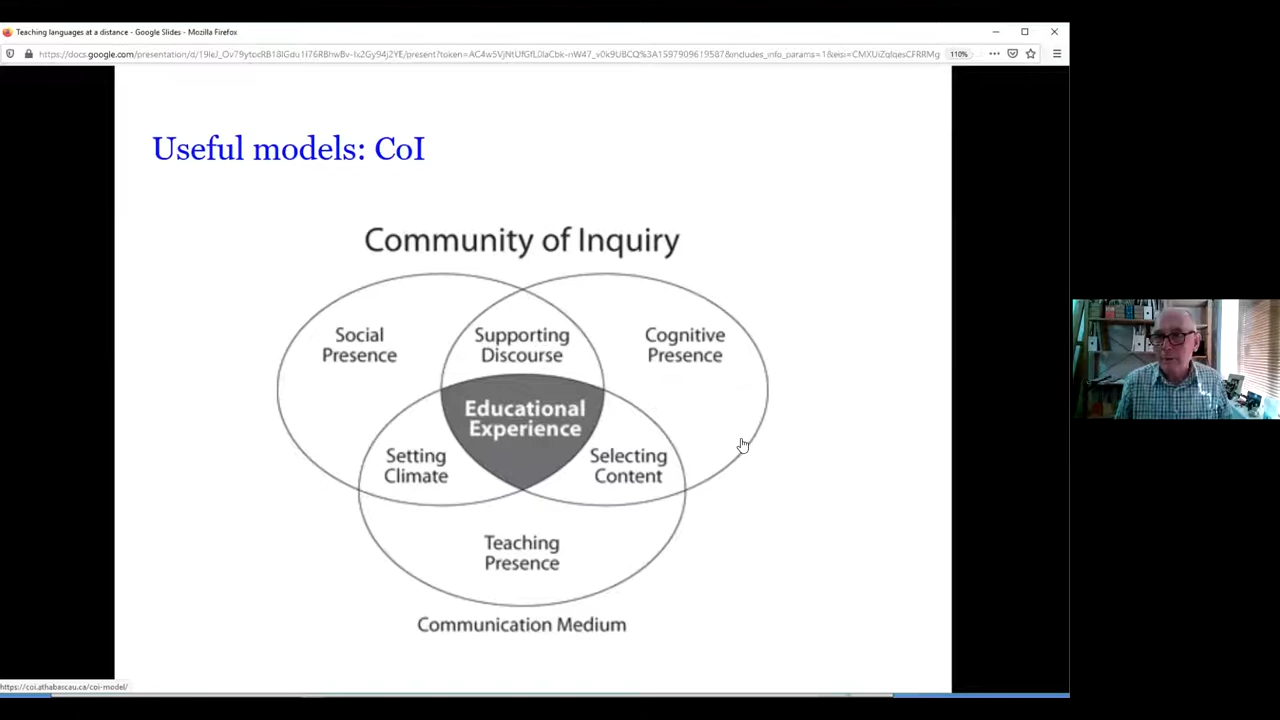 Teaching languages at a distance - Google Slides - Mozilla Firefox
110%
Useful models: CoI
Community of Inquiry
Social
Presence
Supporting
Discourse
Cognitive
Presence
Educational
Experience
Setting
Climate
Selecting
Content
Teaching
Presence
Communication Medium
https://coi.athabascau.ca/coi-model/